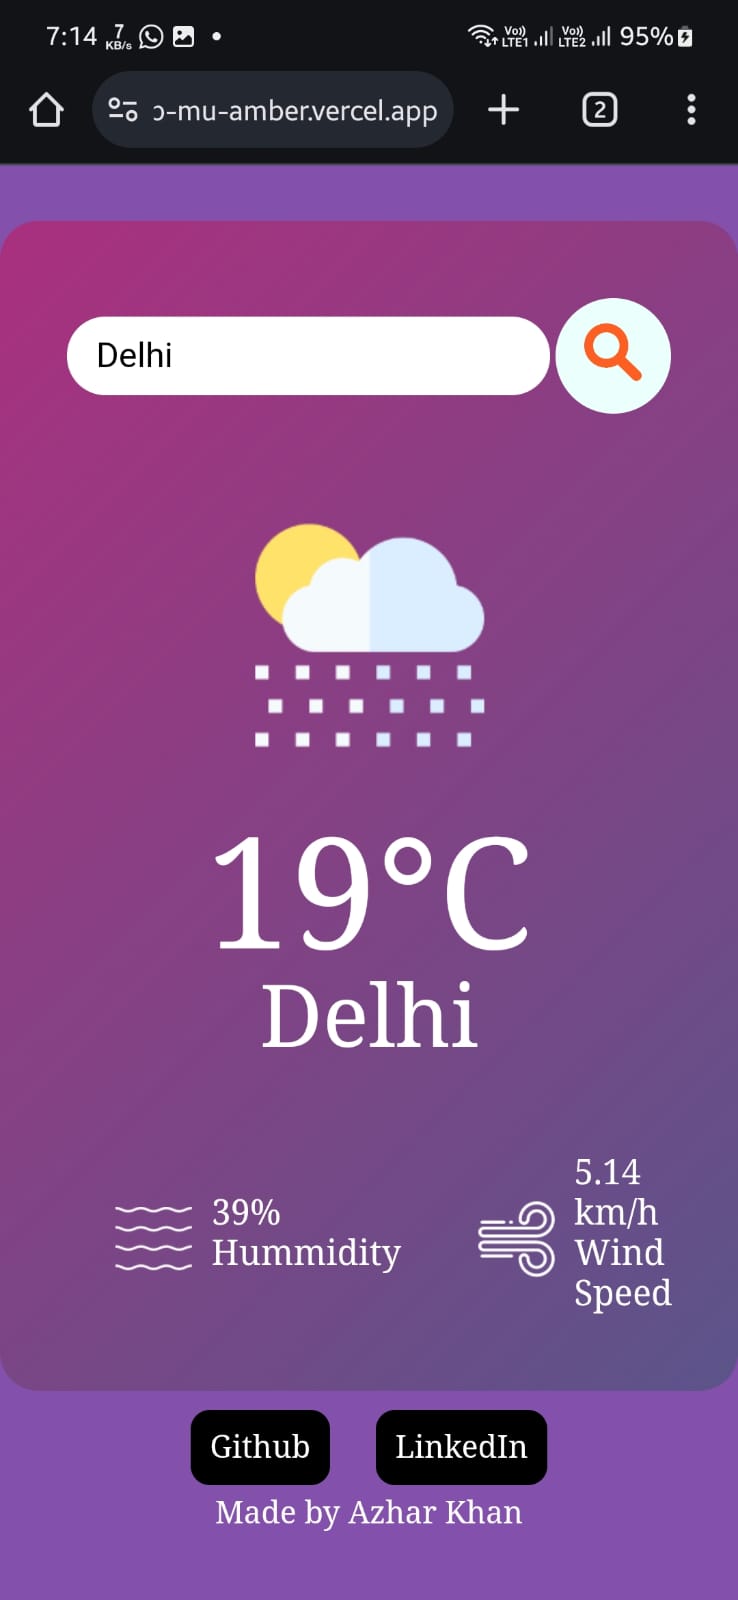 7:14 7 KB/s Vo)) LTE1 Vo)) LTE2 95%
ɔ-mu-amber.vercel.app 2
Delhi
19°C
Delhi
39%
Hummidity
5.14
km/h
Wind
Speed
Github LinkedIn
Made by Azhar Khan